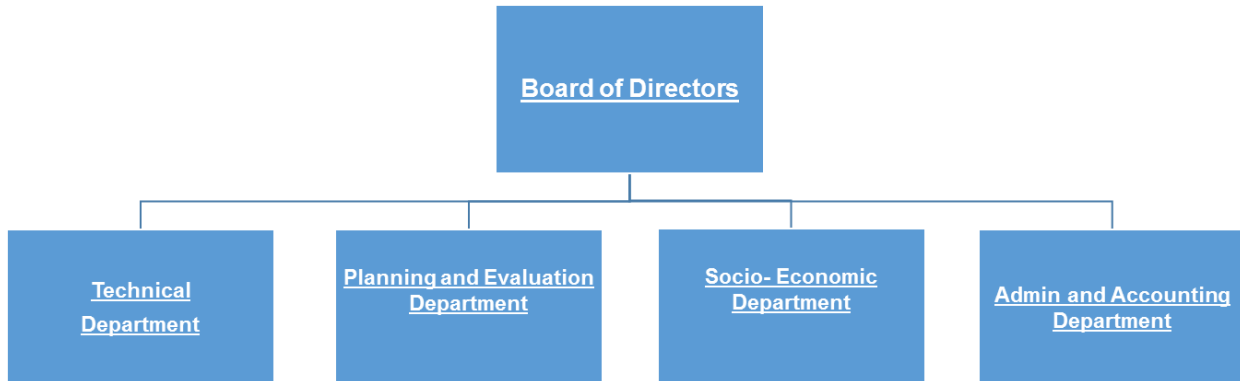 Board of Directors
Technical
Department
Planning and Evaluation
Department
Socio- Economic
Department
Admin and Accounting
Department